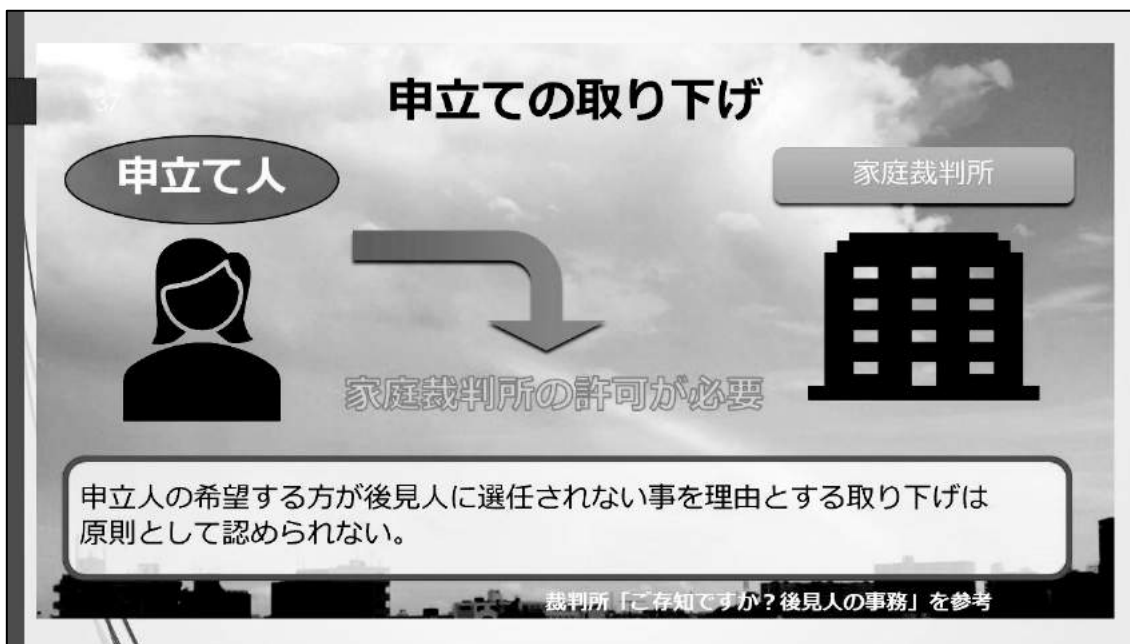 37
申立ての取り下げ
申立て人
家庭裁判所
家庭裁判所の許可が必要
申立人の希望する方が後見人に選任されない事を理由とする取り下げは
原則として認められない。
裁判所「ご存知ですか？後見人の事務」を参考